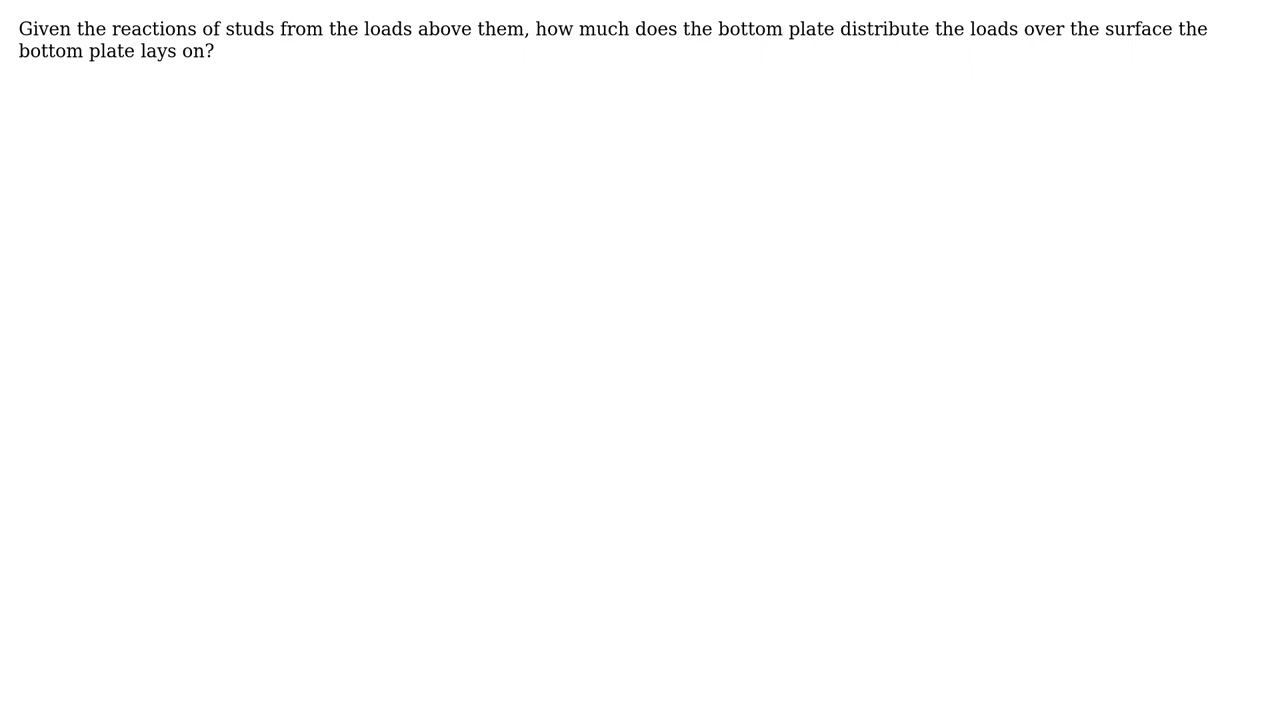 Given the reactions of studs from the loads above them, how much does the bottom plate distribute the loads over the surface the
bottom plate lays on?